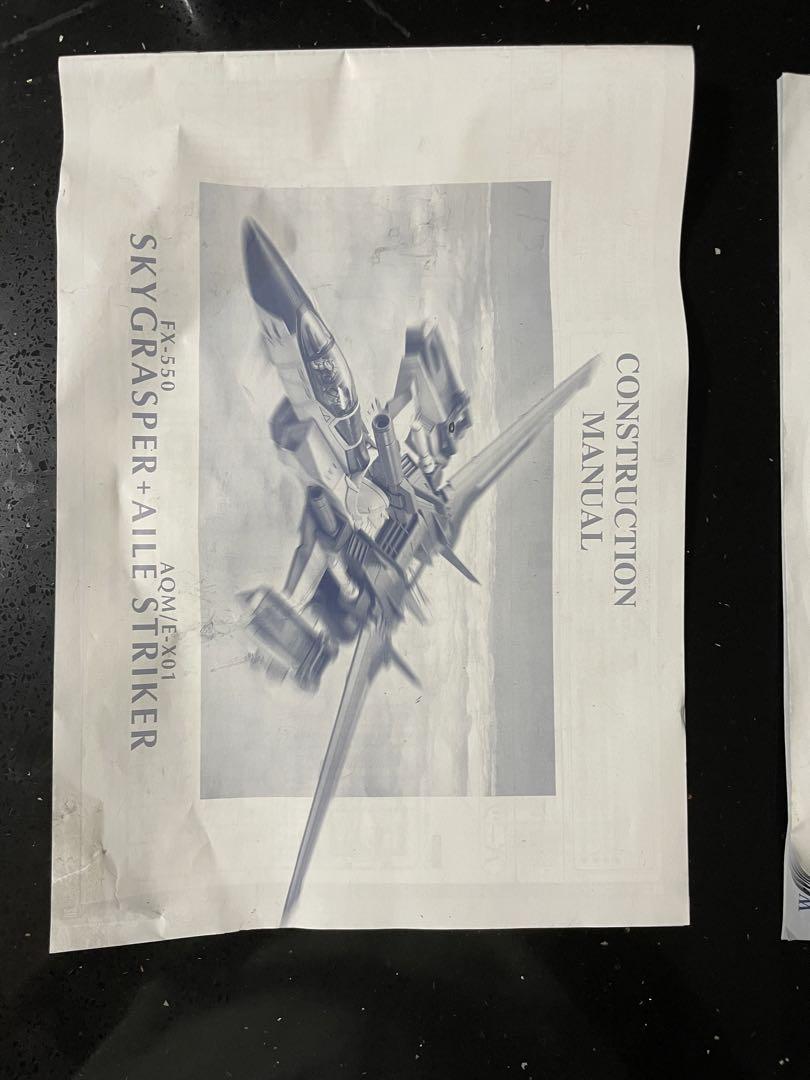 CONSTRUCTION
MANUAL
FX-550
AQM/E-X01
SKYGRASPER+AILE STRIKER